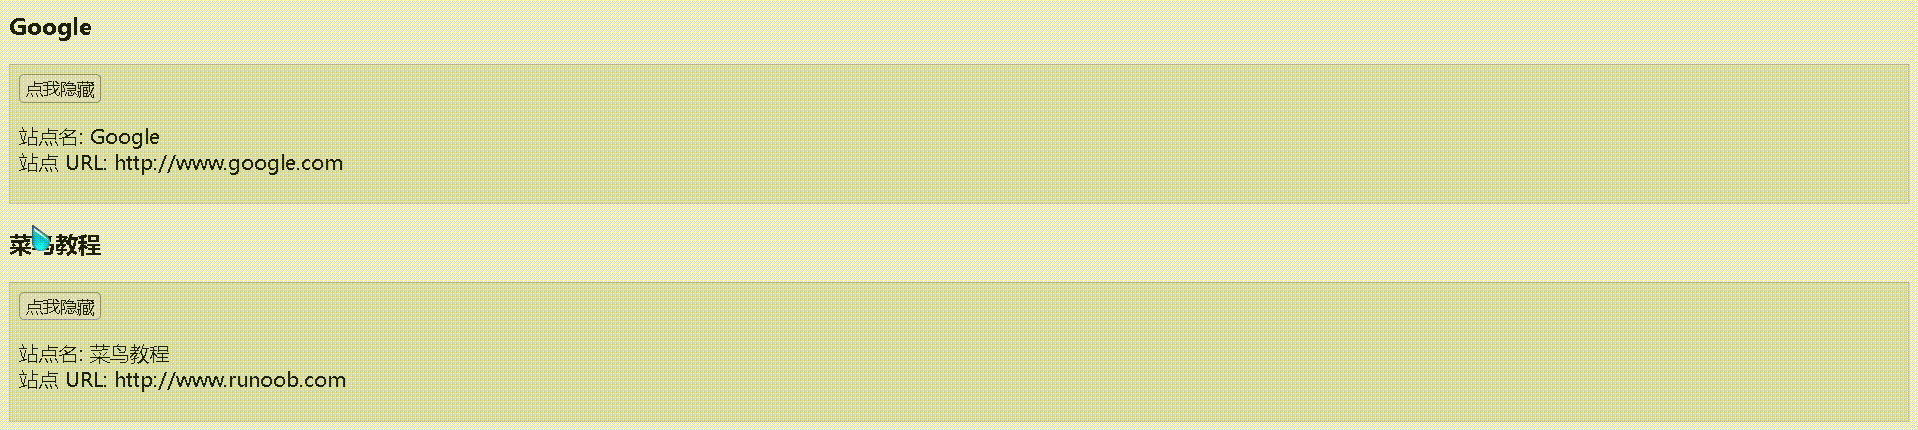 Google
点我隐藏
站点名: Google
站点 URL: http://www.google.com
菜鸟教程
点我隐藏
站点名: 菜鸟教程
站点 URL: http://www.runoob.com